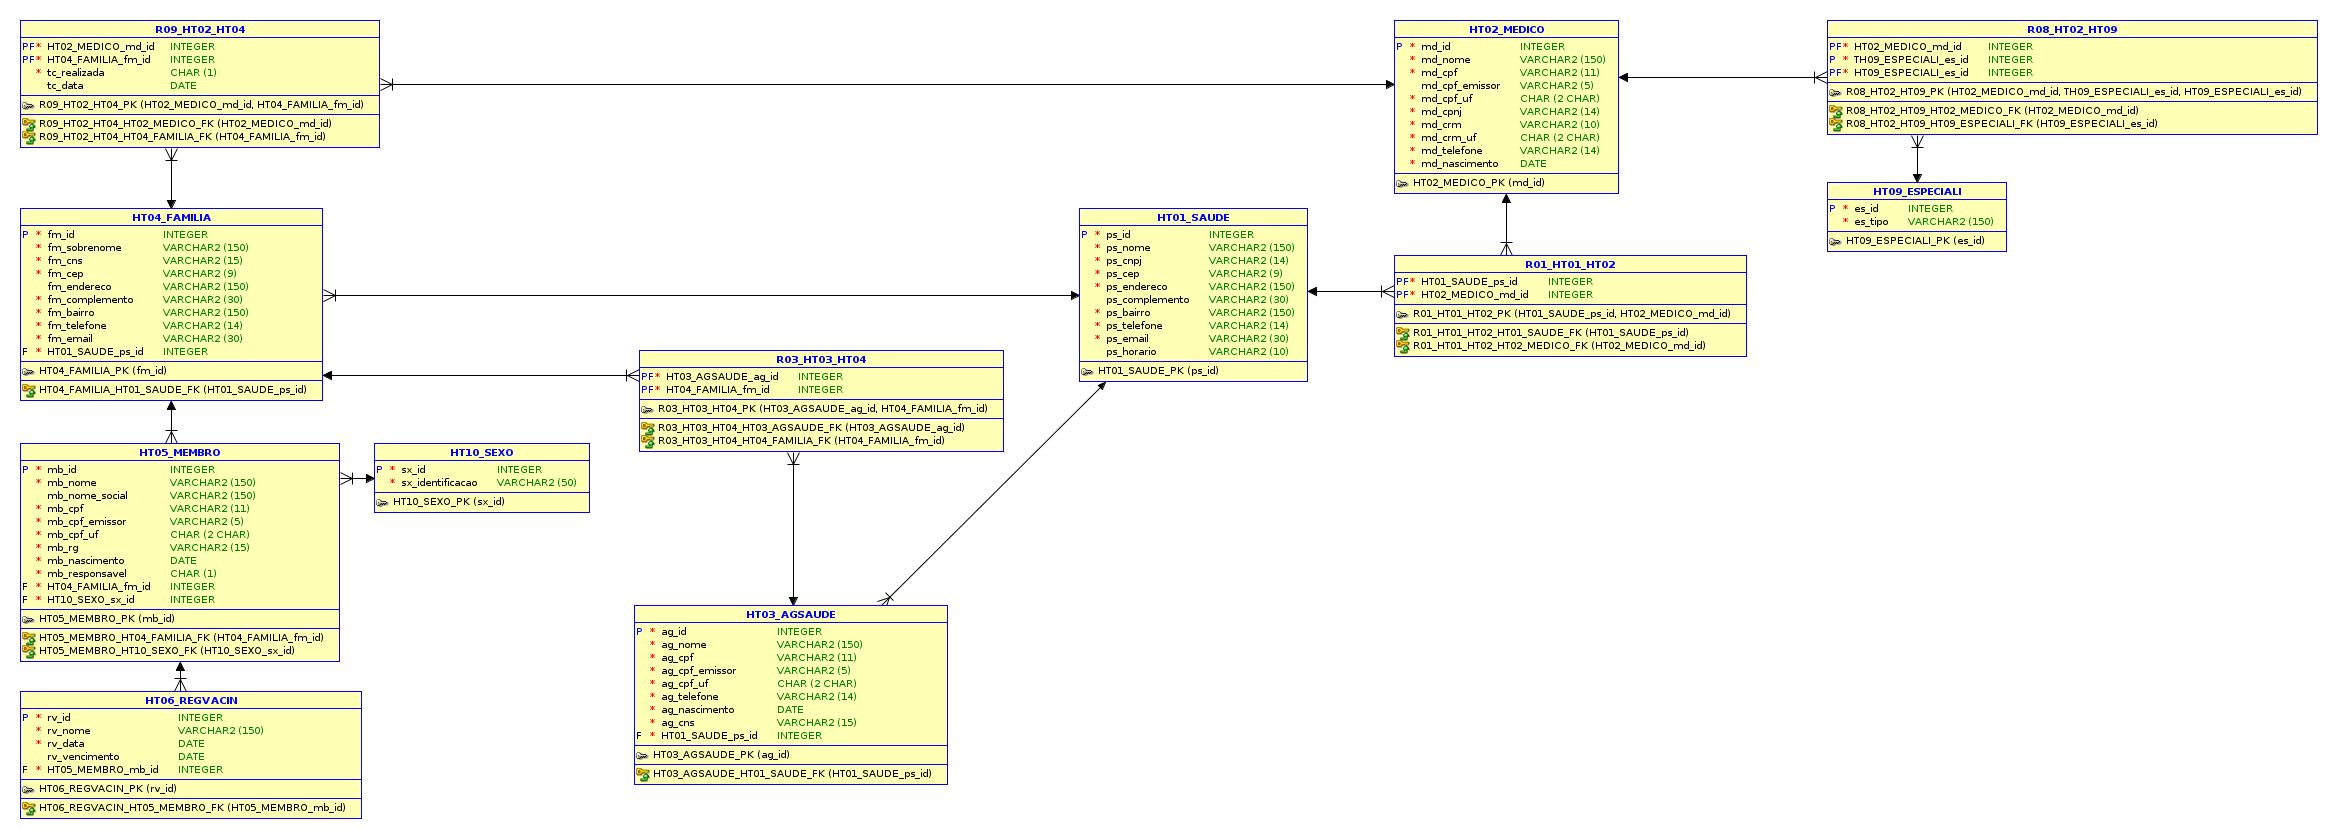 R09_HT02_HT04
PF* HT02_MEDICO_md_id INTEGER
PF* HT04_FAMILIA_fm_id INTEGER
* tc_realizada CHAR (1)
tc_data DATE
R09_HT02_HT04_PK (HT02_MEDICO_md_id, HT04_FAMILIA_fm_id)
R09_HT02_HT04_HT02_MEDICO_FK (HT02_MEDICO_md_id)
R09_HT02_HT04_HT04_FAMILIA_FK (HT04_FAMILIA_fm_id)
HT02_MEDICO
P * md_id INTEGER
* md_nome VARCHAR2 (150)
* md_cpf VARCHAR2 (11)
md_cpf_emissor VARCHAR2 (5)
* md_cpf_uf CHAR (2 CHAR)
* md_cpnj VARCHAR2 (14)
* md_crm VARCHAR2 (10)
* md_crm_uf CHAR (2 CHAR)
* md_telefone VARCHAR2 (14)
* md_nascimento DATE
HT02_MEDICO_PK (md_id)
R08_HT02_HT09
PF* HT02_MEDICO_md_id INTEGER
P * TH09_ESPECIALI_es_id INTEGER
PF* HT09_ESPECIALI_es_id INTEGER
R08_HT02_HT09_PK (HT02_MEDICO_md_id, TH09_ESPECIALI_es_id, HT09_ESPECIALI_es_id)
R08_HT02_HT09_HT02_MEDICO_FK (HT02_MEDICO_md_id)
R08_HT02_HT09_HT09_ESPECIALI_FK (HT09_ESPECIALI_es_id)
HT09_ESPECIALI
P * es_id INTEGER
* es_tipo VARCHAR2 (150)
HT09_ESPECIALI_PK (es_id)
HT04_FAMILIA
P * fm_id INTEGER
* fm_sobrenome VARCHAR2 (150)
* fm_cns VARCHAR2 (15)
* fm_cep VARCHAR2 (9)
fm_endereco VARCHAR2 (150)
* fm_complemento VARCHAR2 (30)
* fm_bairro VARCHAR2 (150)
* fm_telefone VARCHAR2 (14)
* fm_email VARCHAR2 (30)
F * HT01_SAUDE_ps_id INTEGER
HT04_FAMILIA_PK (fm_id)
HT04_FAMILIA_HT01_SAUDE_FK (HT01_SAUDE_ps_id)
HT01_SAUDE
P * ps_id INTEGER
* ps_nome VARCHAR2 (150)
* ps_cnpj VARCHAR2 (14)
* ps_cep VARCHAR2 (9)
* ps_endereco VARCHAR2 (150)
ps_complemento VARCHAR2 (30)
* ps_bairro VARCHAR2 (150)
* ps_telefone VARCHAR2 (14)
* ps_email VARCHAR2 (30)
ps_horario VARCHAR2 (10)
HT01_SAUDE_PK (ps_id)
R01_HT01_HT02
PF* HT01_SAUDE_ps_id INTEGER
PF* HT02_MEDICO_md_id INTEGER
R01_HT01_HT02_PK (HT01_SAUDE_ps_id, HT02_MEDICO_md_id)
R01_HT01_HT02_HT01_SAUDE_FK (HT01_SAUDE_ps_id)
R01_HT01_HT02_HT02_MEDICO_FK (HT02_MEDICO_md_id)
R03_HT03_HT04
PF* HT03_AGSAUDE_ag_id INTEGER
PF* HT04_FAMILIA_fm_id INTEGER
R03_HT03_HT04_PK (HT03_AGSAUDE_ag_id, HT04_FAMILIA_fm_id)
R03_HT03_HT04_HT03_AGSAUDE_FK (HT03_AGSAUDE_ag_id)
R03_HT03_HT04_HT04_FAMILIA_FK (HT04_FAMILIA_fm_id)
HT05_MEMBRO
P * mb_id INTEGER
* mb_nome VARCHAR2 (150)
mb_nome_social VARCHAR2 (150)
* mb_cpf VARCHAR2 (11)
* mb_cpf_emissor VARCHAR2 (5)
* mb_cpf_uf CHAR (2 CHAR)
* mb_rg VARCHAR2 (15)
* mb_nascimento DATE
* mb_responsavel CHAR (1)
F * HT04_FAMILIA_fm_id INTEGER
F * HT10_SEXO_sx_id INTEGER
HT05_MEMBRO_PK (mb_id)
HT05_MEMBRO_HT04_FAMILIA_FK (HT04_FAMILIA_fm_id)
HT05_MEMBRO_HT10_SEXO_FK (HT10_SEXO_sx_id)
HT10_SEXO
P * sx_id INTEGER
* sx_identificacao VARCHAR2 (50)
HT10_SEXO_PK (sx_id)
HT03_AGSAUDE
P * ag_id INTEGER
* ag_nome VARCHAR2 (150)
* ag_cpf VARCHAR2 (11)
* ag_cpf_emissor VARCHAR2 (5)
* ag_cpf_uf CHAR (2 CHAR)
* ag_telefone VARCHAR2 (14)
* ag_nascimento DATE
* ag_cns VARCHAR2 (15)
F * HT01_SAUDE_ps_id INTEGER
HT03_AGSAUDE_PK (ag_id)
HT03_AGSAUDE_HT01_SAUDE_FK (HT01_SAUDE_ps_id)
HT06_REGVACIN
P * rv_id INTEGER
* rv_nome VARCHAR2 (150)
* rv_data DATE
rv_vencimento DATE
F * HT05_MEMBRO_mb_id INTEGER
HT06_REGVACIN_PK (rv_id)
HT06_REGVACIN_HT05_MEMBRO_FK (HT05_MEMBRO_mb_id)